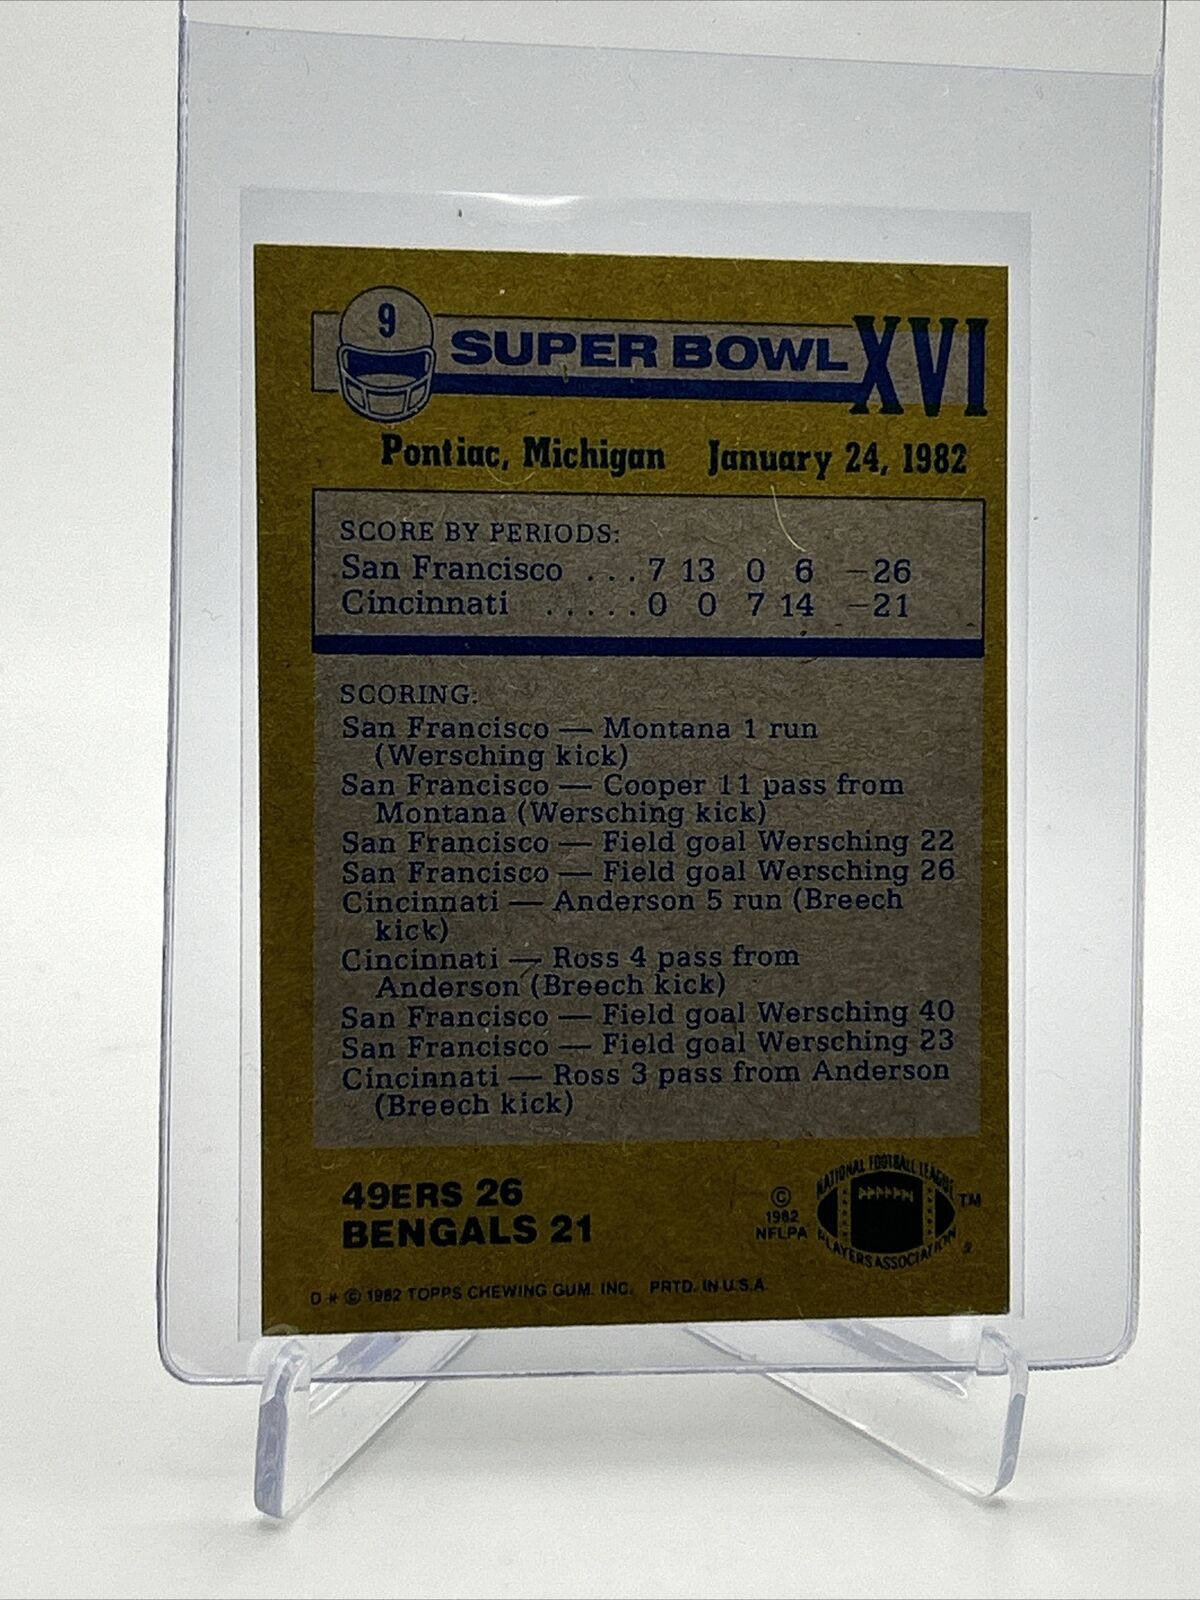 9 SUPER BOWL XVI
Pontiac, Michigan January 24, 1982
SCORE BY PERIODS:
San Francisco ...7 13 0 6 —26
Cincinnati .....0 0 7 14 —21
SCORING:
San Francisco — Montana 1 run
(Wersching kick)
San Francisco — Cooper 11 pass from
Montana (Wersching kick)
San Francisco — Field goal Wersching 22
San Francisco — Field goal Wersching 26
Cincinnati — Anderson 5 run (Breech
kick)
Cincinnati — Ross 4 pass from
Anderson (Breech kick)
San Francisco — Field goal Wersching 40
San Francisco — Field goal Wersching 23
Cincinnati — Ross 3 pass from Anderson
(Breech kick)
49ERS 26
BENGALS 21
©
1982
NFLPA
NATIONAL FOOTBALL LEAGUE
PLAYERS ASSOCIATION
TM
D * © 1982 TOPPS CHEWING GUM, INC. PRTD. IN U.S.A.